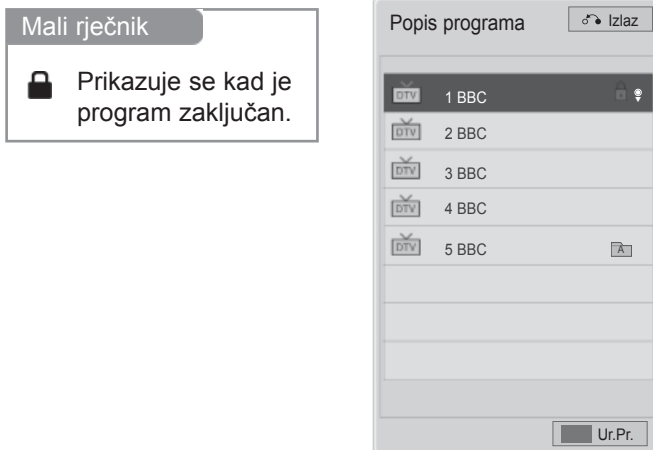 Mali rječnik
Prikazuje se kad je
program zaključan.
Popis programa
Izlaz
DTV 1 BBC
DTV 2 BBC
DTV 3 BBC
DTV 4 BBC
DTV 5 BBC A
Ur.Pr.